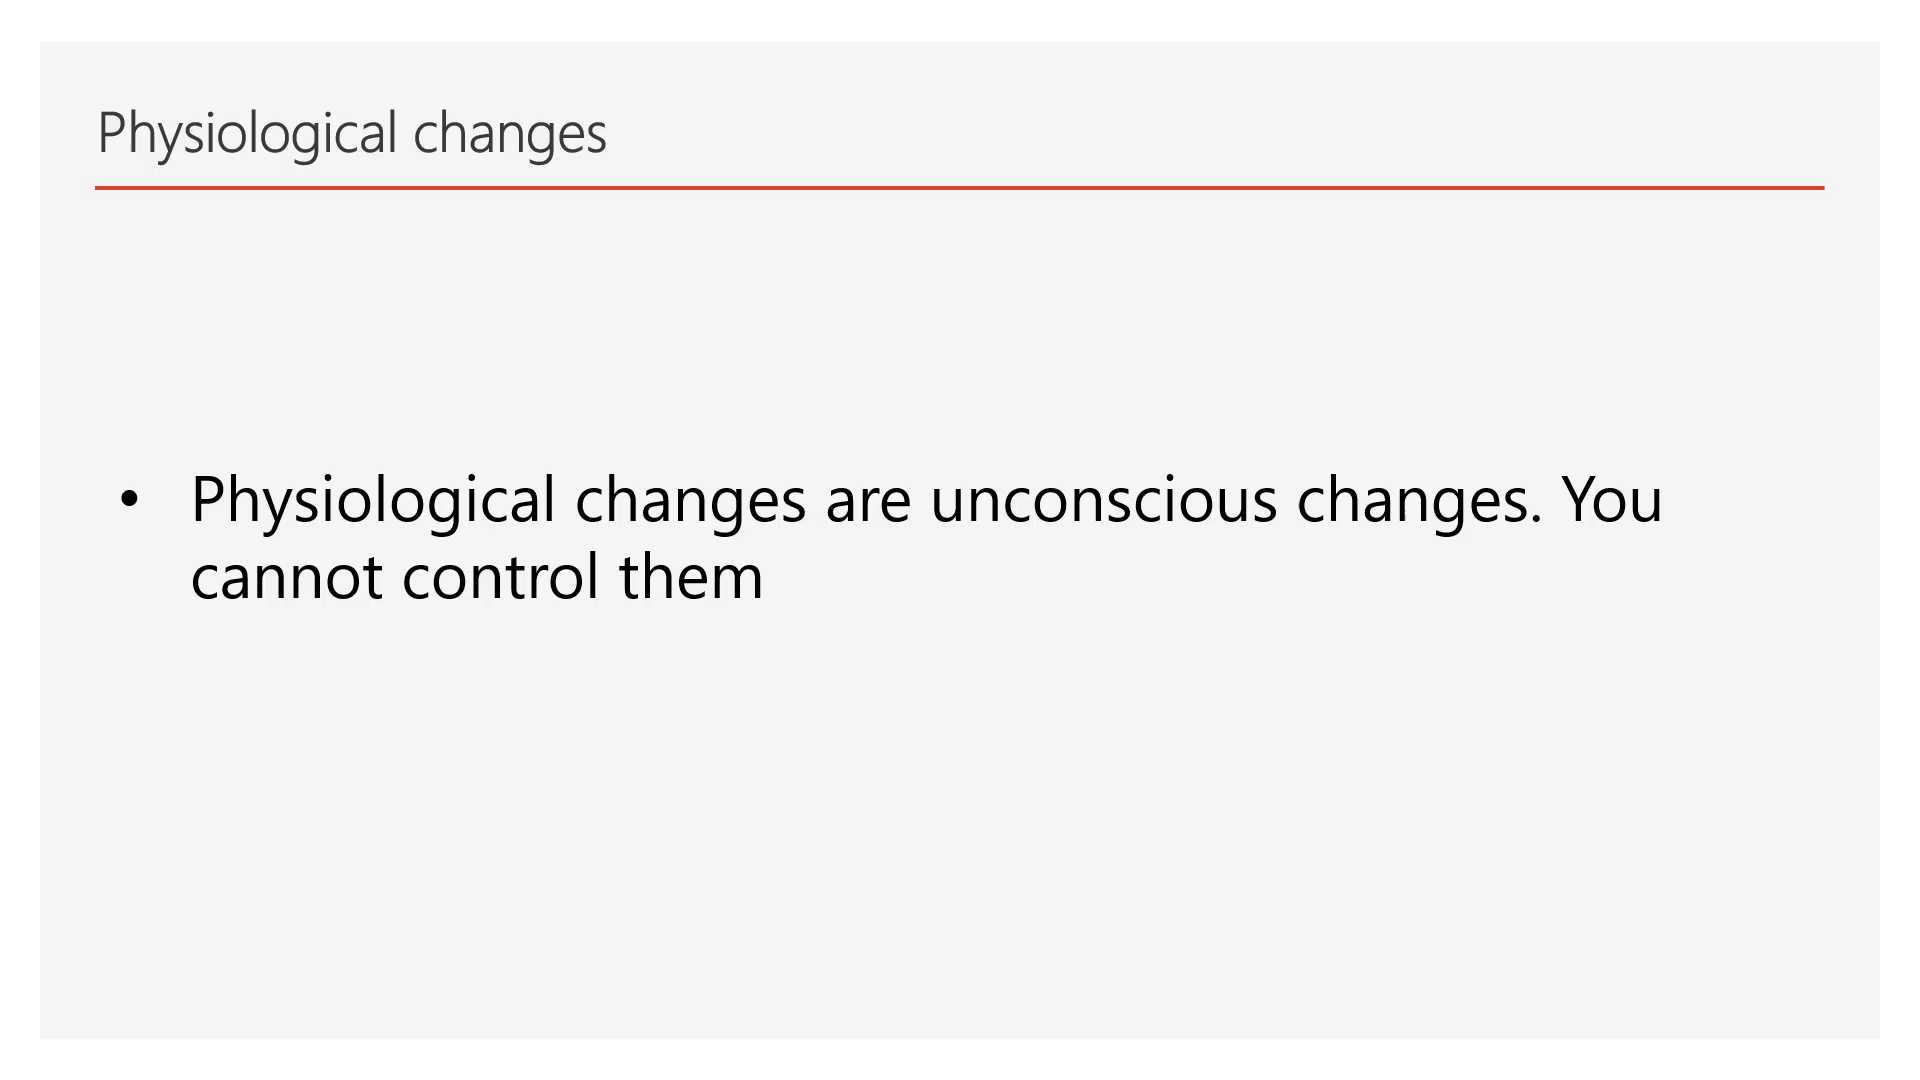 Physiological changes
• Physiological changes are unconscious changes. You
cannot control them